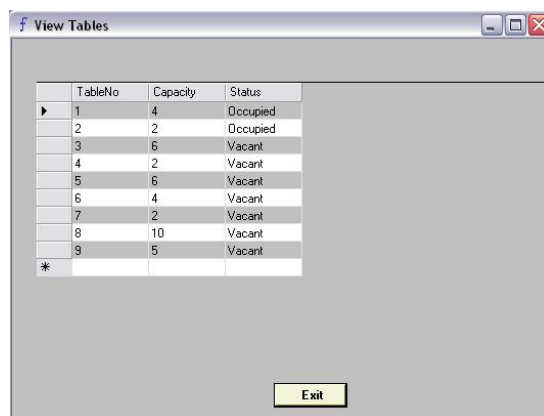 f View Tables
TableNo Capacity Status
1 4 Occupied
2 2 Occupied
3 6 Vacant
4 2 Vacant
5 6 Vacant
6 4 Vacant
7 2 Vacant
8 10 Vacant
9 5 Vacant
*
Exit